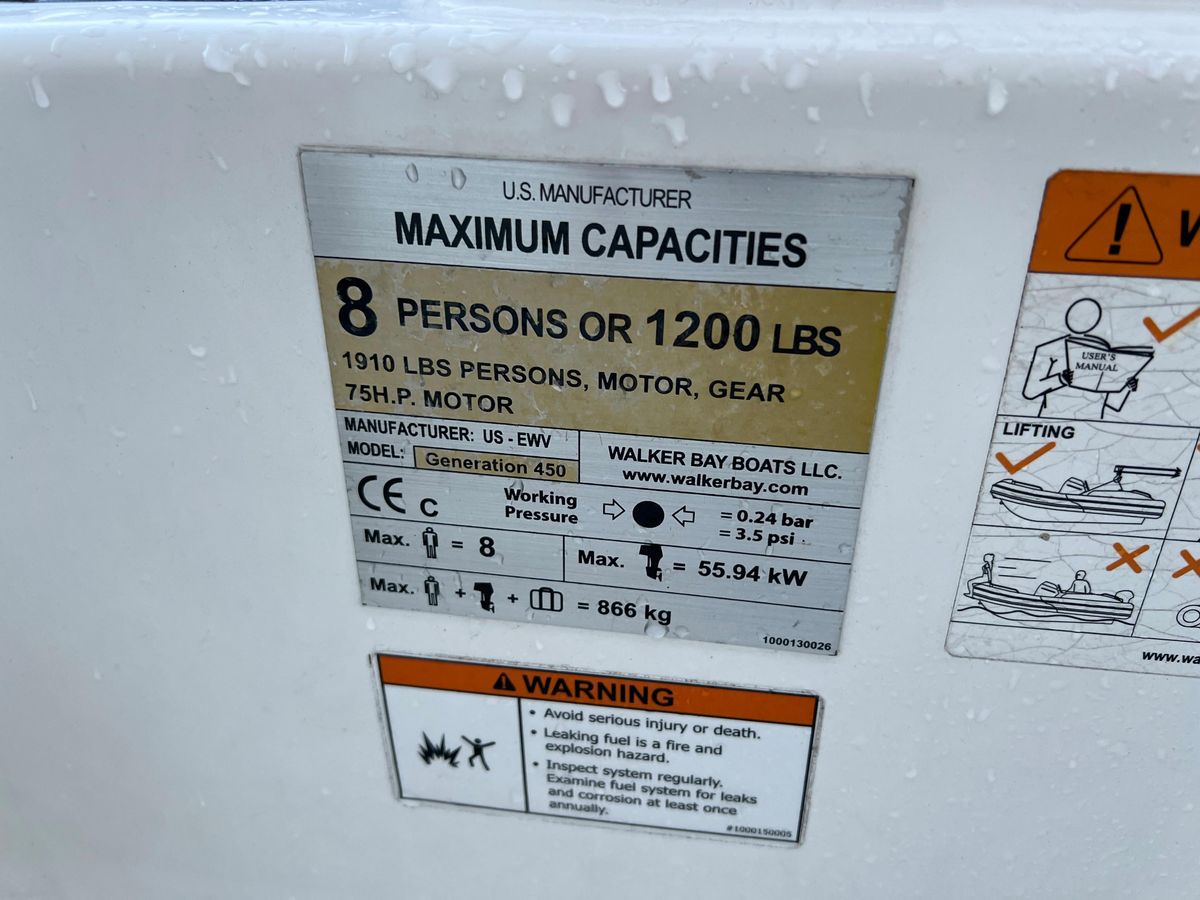 U.S. MANUFACTURER
MAXIMUM CAPACITIES
8 PERSONS OR 1200 LBS
1910 LBS PERSONS, MOTOR, GEAR
75H.P. MOTOR
MANUFACTURER: US - EWV
MODEL: Generation 450
WALKER BAY BOATS LLC.
www.walkerbay.com
CE C
Working
Pressure
= 0.24 bar
= 3.5 psi
Max. = 8
Max. = 55.94 kW
Max. + + = 866 kg
1000130026
WARNING
• Avoid serious injury or death.
• Leaking fuel is a fire and
explosion hazard.
• Inspect system regularly.
Examine fuel system for leaks
and corrosion at least once
annually.
#1000150005
USER'S
MANUAL
LIFTING
www.wa